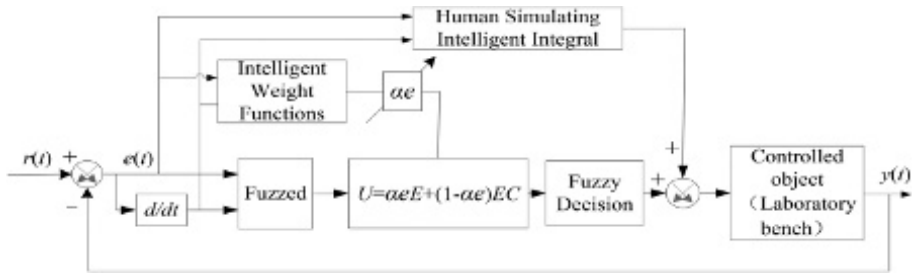 Human Simulating
Intelligent Integral
Intelligent
Weight
Functions
αe
r(t)
+
e(t)
−
d/dt
Fuzzed
U=αeE+(1-αe)EC
Fuzzy
Decision
+
+
Controlled
object
（Laboratory
bench）
y(t)